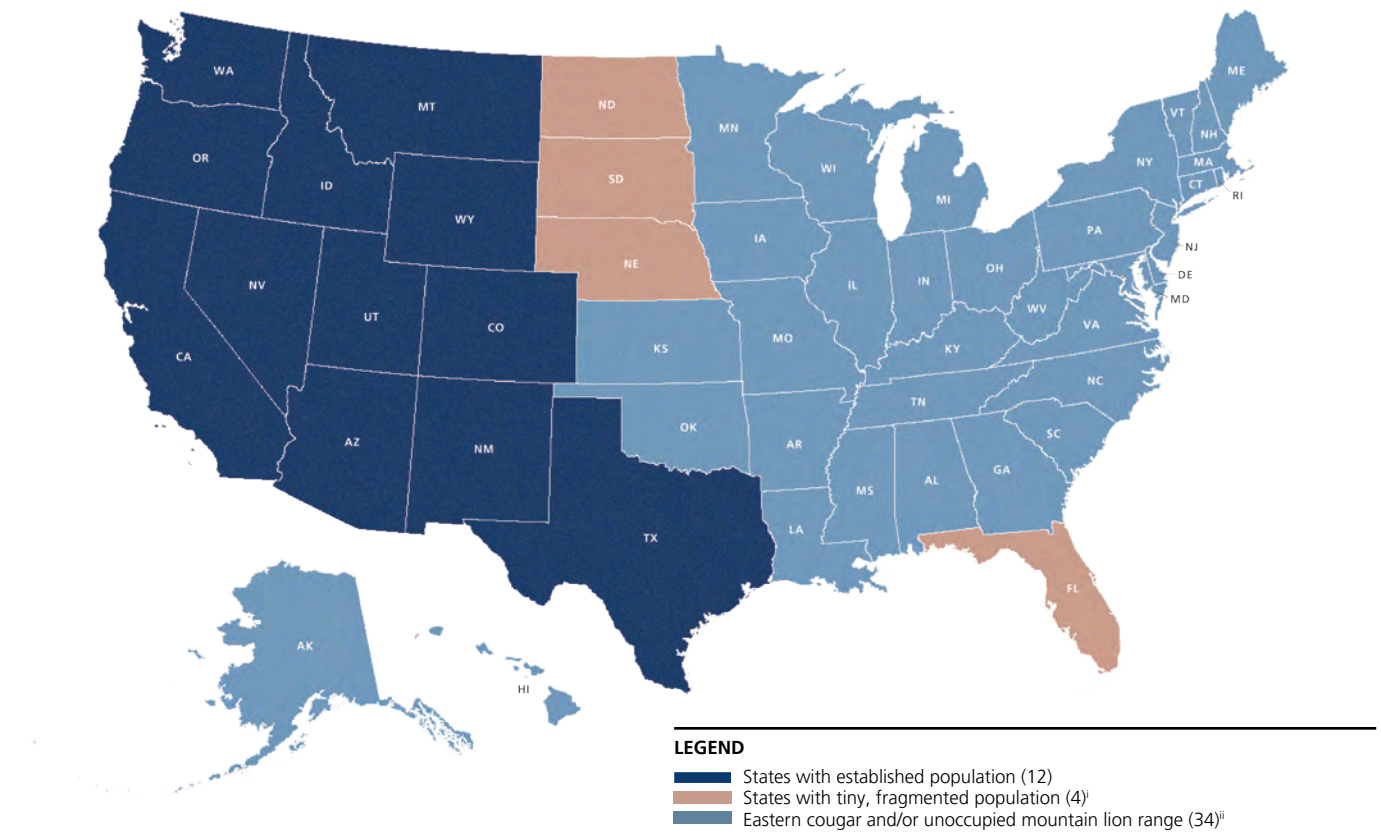 WA
MT
ND
MN
ME
VT
NH
OR
ID
SD
WI
NY
MA
CT
RI
WY
MI
IA
PA
NJ
NE
NV
UT
CO
IL
IN
OH
DE
MD
WV
VA
CA
KS
MO
KY
NC
AZ
NM
OK
AR
TN
SC
TX
MS
AL
GA
LA
FL
AK
HI
LEGEND
States with established population (12)
States with tiny, fragmented population (4)i
Eastern cougar and/or unoccupied mountain lion range (34)ii